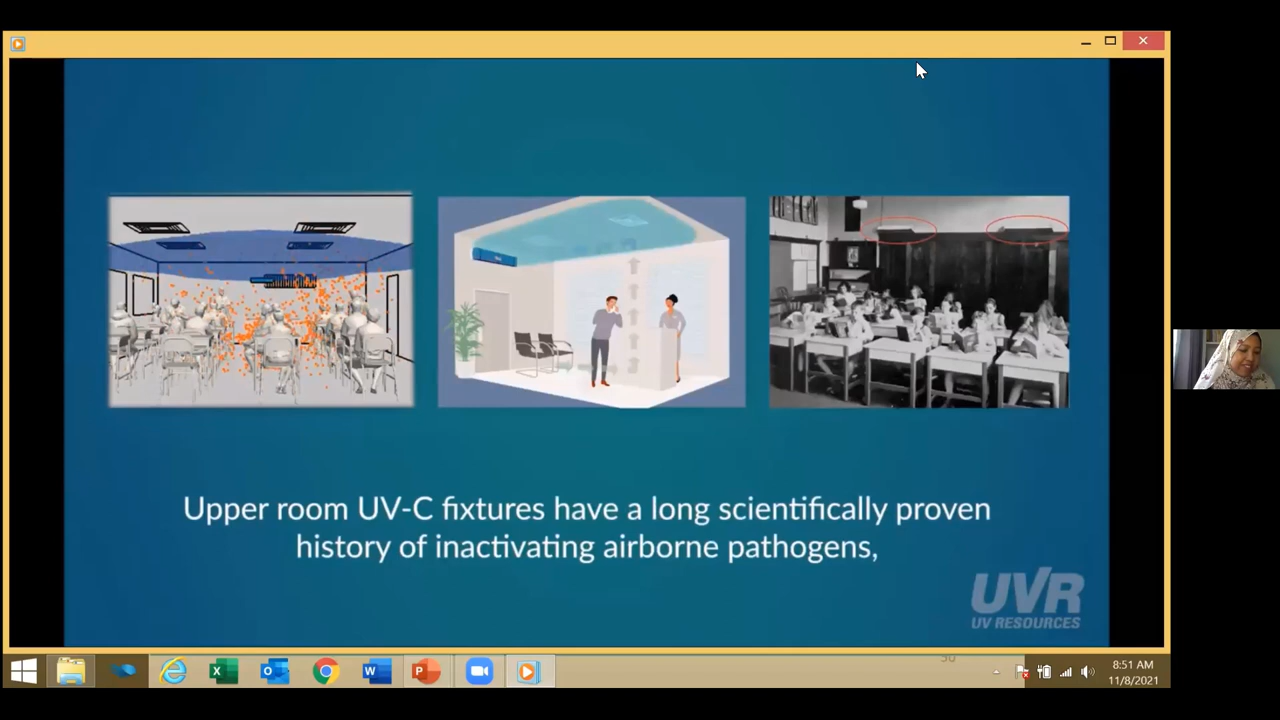 Upper room UV-C fixtures have a long scientifically proven
history of inactivating airborne pathogens,
UVR
UV RESOURCES
8:51 AM
11/8/2021